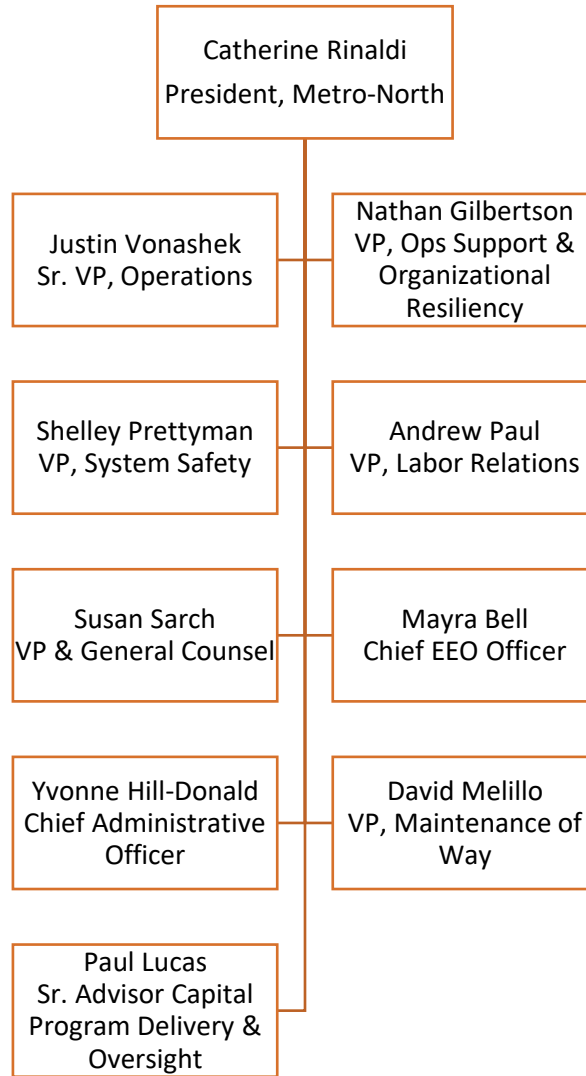 Catherine Rinaldi
President, Metro-North
Justin Vonashek
Sr. VP, Operations
Nathan Gilbertson
VP, Ops Support &
Organizational
Resiliency
Shelley Prettyman
VP, System Safety
Andrew Paul
VP, Labor Relations
Susan Sarch
VP & General Counsel
Mayra Bell
Chief EEO Officer
Yvonne Hill-Donald
Chief Administrative
Officer
David Melillo
VP, Maintenance of
Way
Paul Lucas
Sr. Advisor Capital
Program Delivery &
Oversight